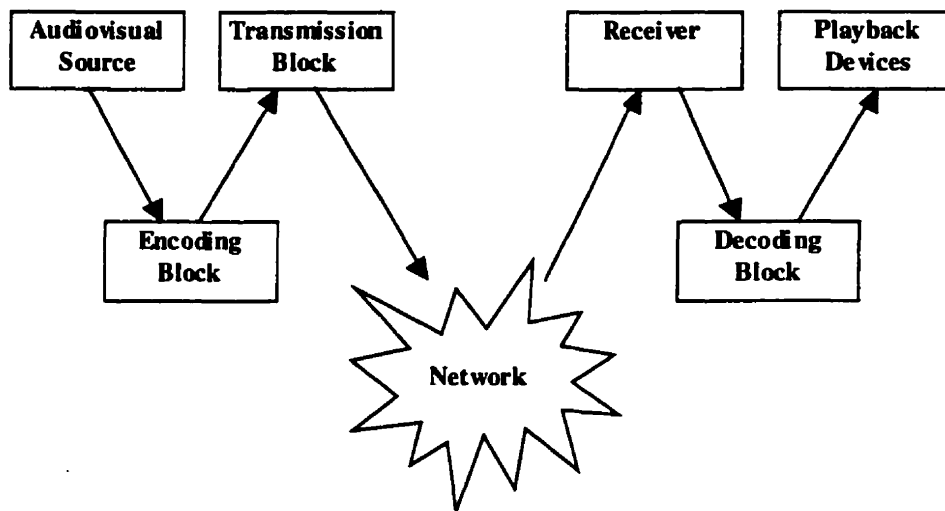 Audiovisual
Source
Transmission
Block
Receiver
Playback
Devices
Encoding
Block
Decoding
Block
Network